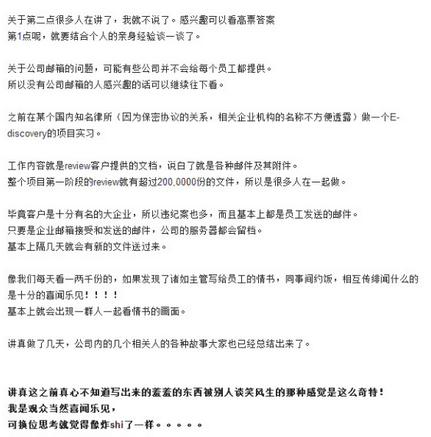 关于第二点很多人在讲了，我就不说了。感兴趣可以看高票答案
第1点呢，就要结合个人的亲身经验谈一谈了。
关于公司邮箱的问题，可能有些公司并不会给每个员工都提供。
所以没有公司邮箱的人感兴趣的话可以继续往下看。
之前在某个国内知名律所（因为保密协议的关系，相关企业机构的名称不方便透露）做一个E-
discovery的项目实习。
工作内容就是review客户提供的文档，说白了就是各种邮件及其附件。
整个项目第一阶段的review就有超过200,0000份的文件，所以是很多人在一起做。
毕竟客户是十分有名的大企业，所以违纪案也多，而且基本上都是员工发送的邮件。
只要是企业邮箱接受和发送的邮件，公司的服务器都会留档。
基本上隔几天就会有新的文件送过来。
像我们每天看一两千份的，如果发现了诸如主管写给员工的情书，同事间约饭，相互传绯闻什么的
是十分的喜闻乐见！！！！
基本上就会出现一群人一起看情书的画面。
讲真做了几天，公司内的几个相关人的各种故事大家也已经总结出来了。
讲真这之前真心不知道写出来的羞羞的东西被别人谈笑风生的那种感觉是这么奇特！
我是观众当然喜闻乐见，
可换位思考就觉得像炸shi了一样。。。。。